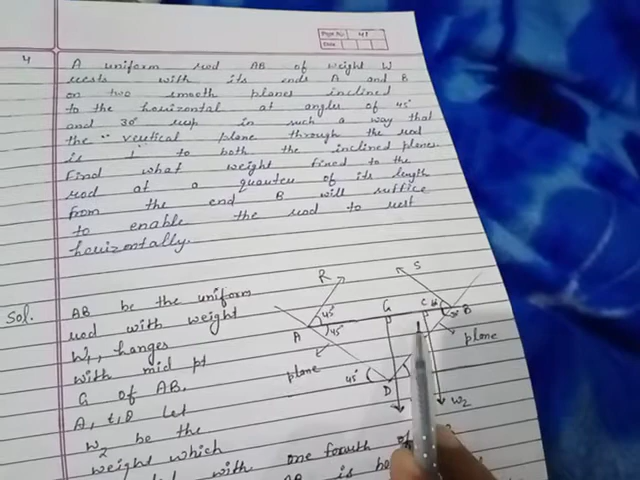 Page No. 41
Date
4
A uniform rod AB of weight W
rests with its ends A and B
on two smooth planes inclined
to the horizontal at angles of 45°
and 30° resp in such a way that
the vertical plane through the rod
is ⊥ to both the inclined planes.
Find what weight fixed to the
rod at a quarter of its length
from the end B will suffice
to enable the rod to rest
horizontally.
Sol.
AB be the uniform
rod with weight
W₁, hanges
with mid pt
G of AB.
A, t, B let
W₂ be the
weight which
with one fourth of
AB is
R
S
45°
45°
A
G
C
B
plane
plane
45°
D
W₂